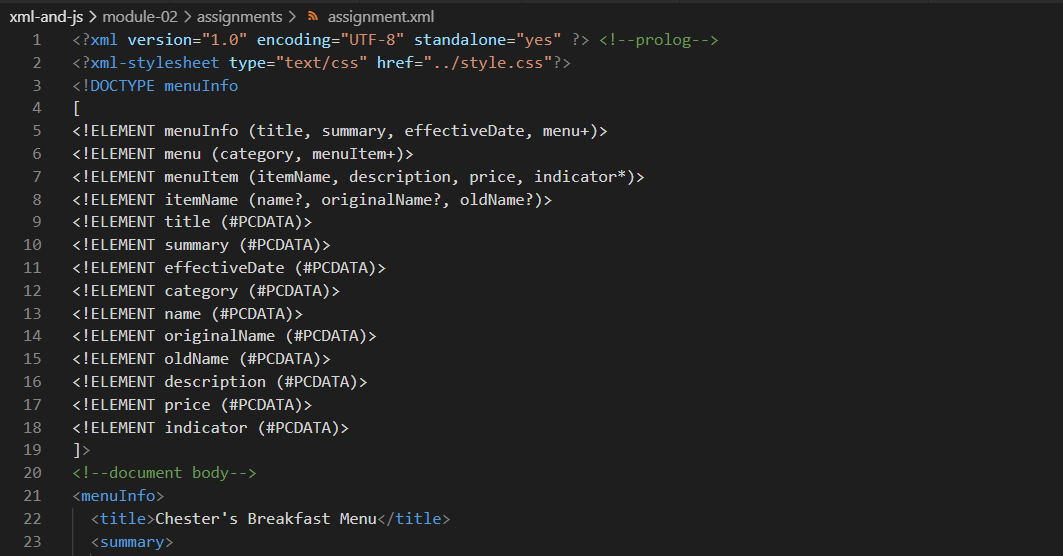 xml-and-js > module-02 > assignments > assignment.xml
1 <?xml version="1.0" encoding="UTF-8" standalone="yes" ?> <!--prolog-->
2 <?xml-stylesheet type="text/css" href="../style.css"?>
3 <!DOCTYPE menuInfo
4 [
5 <!ELEMENT menuInfo (title, summary, effectiveDate, menu+)>
6 <!ELEMENT menu (category, menuItem+)>
7 <!ELEMENT menuItem (itemName, description, price, indicator*)>
8 <!ELEMENT itemName (name?, originalName?, oldName?)>
9 <!ELEMENT title (#PCDATA)>
10 <!ELEMENT summary (#PCDATA)>
11 <!ELEMENT effectiveDate (#PCDATA)>
12 <!ELEMENT category (#PCDATA)>
13 <!ELEMENT name (#PCDATA)>
14 <!ELEMENT originalName (#PCDATA)>
15 <!ELEMENT oldName (#PCDATA)>
16 <!ELEMENT description (#PCDATA)>
17 <!ELEMENT price (#PCDATA)>
18 <!ELEMENT indicator (#PCDATA)>
19 ]>
20 <!--document body-->
21 <menuInfo>
22 <title>Chester's Breakfast Menu</title>
23 <summary>